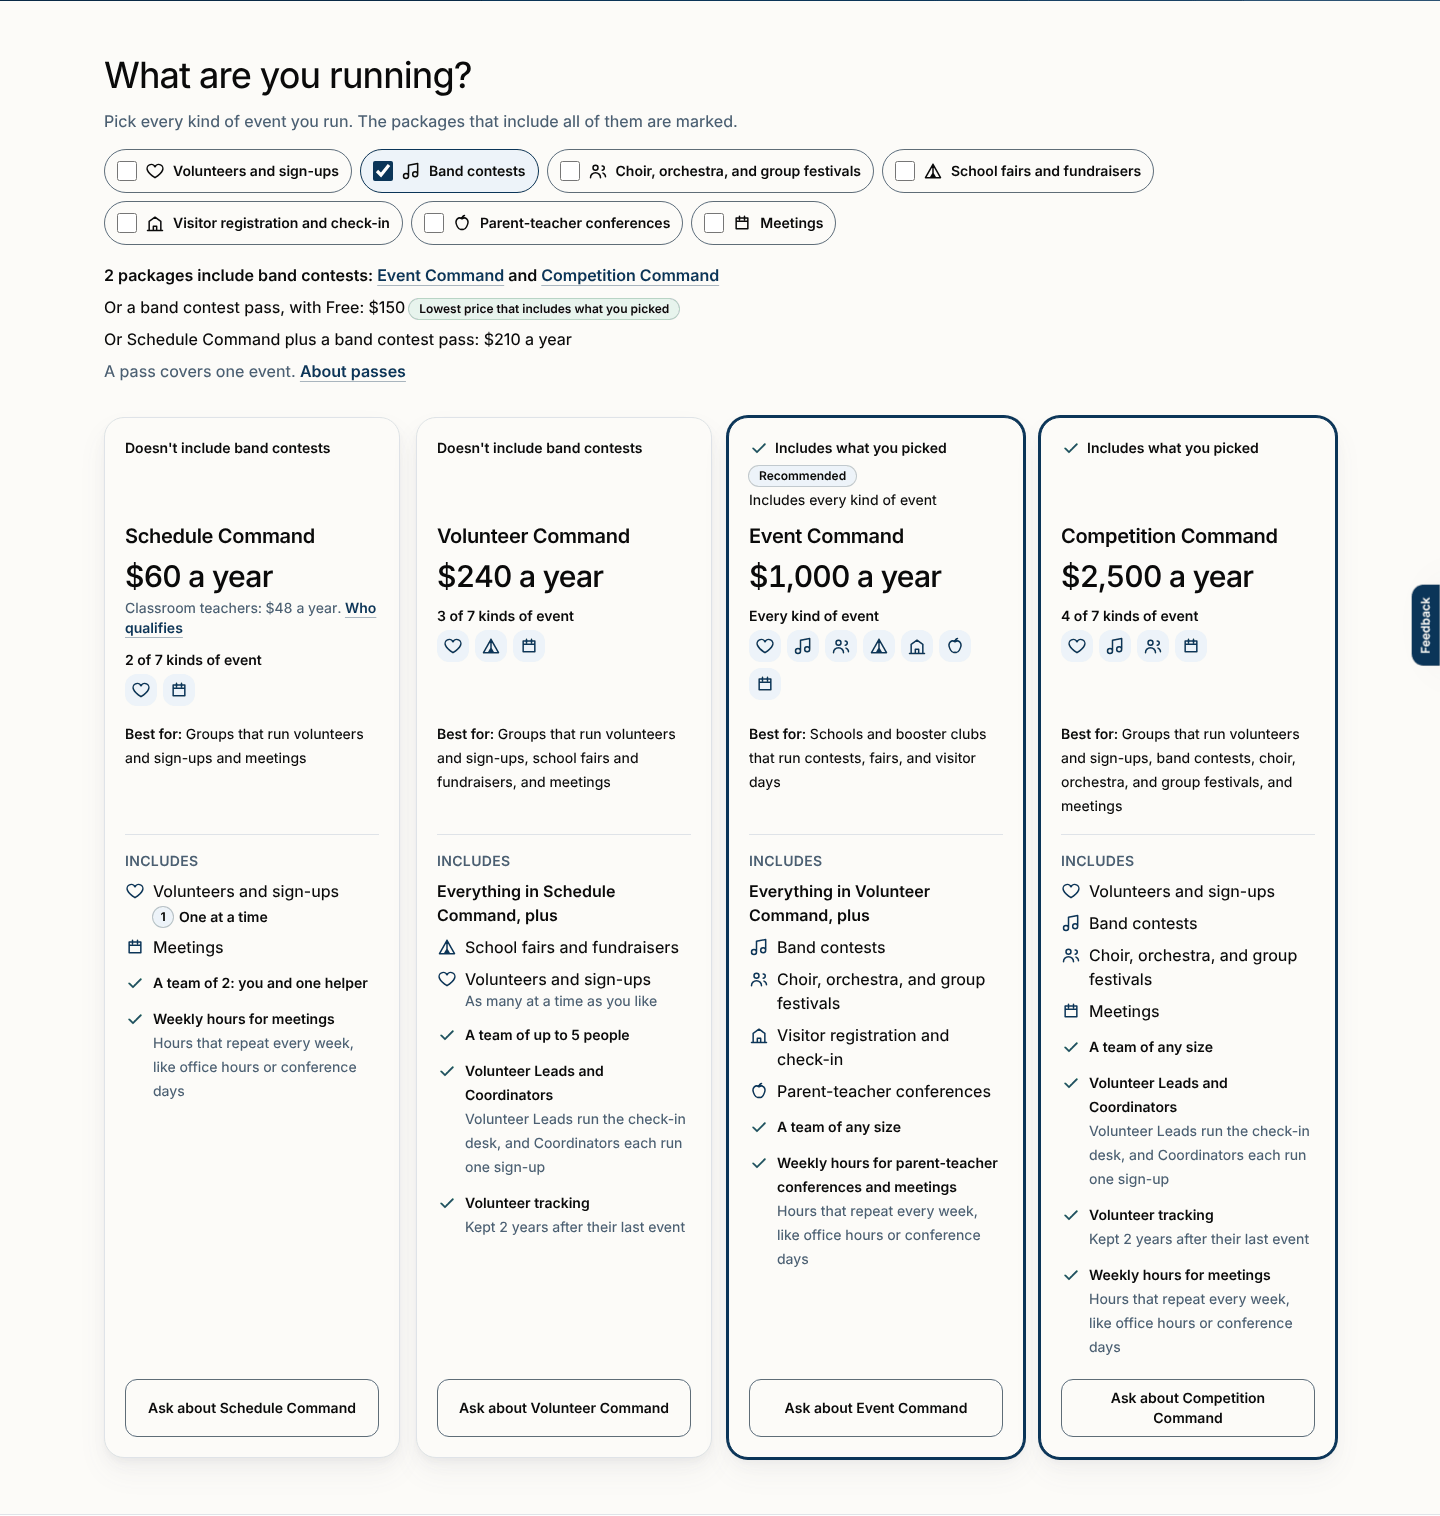 What are you running?
Pick every kind of event you run. The packages that include all of them are marked.
Volunteers and sign-ups
Band contests
Choir, orchestra, and group festivals
School fairs and fundraisers
Visitor registration and check-in
Parent-teacher conferences
Meetings
2 packages include band contests: Event Command and Competition Command
Or a band contest pass, with Free: $150 Lowest price that includes what you picked
Or Schedule Command plus a band contest pass: $210 a year
A pass covers one event. About passes
Doesn't include band contests
Schedule Command
$60 a year
Classroom teachers: $48 a year. Who
qualifies
2 of 7 kinds of event
Best for: Groups that run volunteers
and sign-ups and meetings
INCLUDES
Volunteers and sign-ups
1 One at a time
Meetings
A team of 2: you and one helper
Weekly hours for meetings
Hours that repeat every week,
like office hours or conference
days
Ask about Schedule Command
Doesn't include band contests
Volunteer Command
$240 a year
3 of 7 kinds of event
Best for: Groups that run volunteers
and sign-ups, school fairs and
fundraisers, and meetings
INCLUDES
Everything in Schedule
Command, plus
School fairs and fundraisers
Volunteers and sign-ups
As many at a time as you like
A team of up to 5 people
Volunteer Leads and
Coordinators
Volunteer Leads run the check-in
desk, and Coordinators each run
one sign-up
Volunteer tracking
Kept 2 years after their last event
Ask about Volunteer Command
Includes what you picked
Recommended
Includes every kind of event
Event Command
$1,000 a year
Every kind of event
Best for: Schools and booster clubs
that run contests, fairs, and visitor
days
INCLUDES
Everything in Volunteer
Command, plus
Band contests
Choir, orchestra, and group
festivals
Visitor registration and
check-in
Parent-teacher conferences
A team of any size
Weekly hours for parent-teacher
conferences and meetings
Hours that repeat every week,
like office hours or conference
days
Ask about Event Command
Includes what you picked
Competition Command
$2,500 a year
4 of 7 kinds of event
Best for: Groups that run volunteers
and sign-ups, band contests, choir,
orchestra, and group festivals, and
meetings
INCLUDES
Volunteers and sign-ups
Band contests
Choir, orchestra, and group
festivals
Meetings
A team of any size
Volunteer Leads and
Coordinators
Volunteer Leads run the check-in
desk, and Coordinators each run
one sign-up
Volunteer tracking
Kept 2 years after their last event
Weekly hours for meetings
Hours that repeat every week,
like office hours or conference
days
Ask about Competition
Command
Feedback